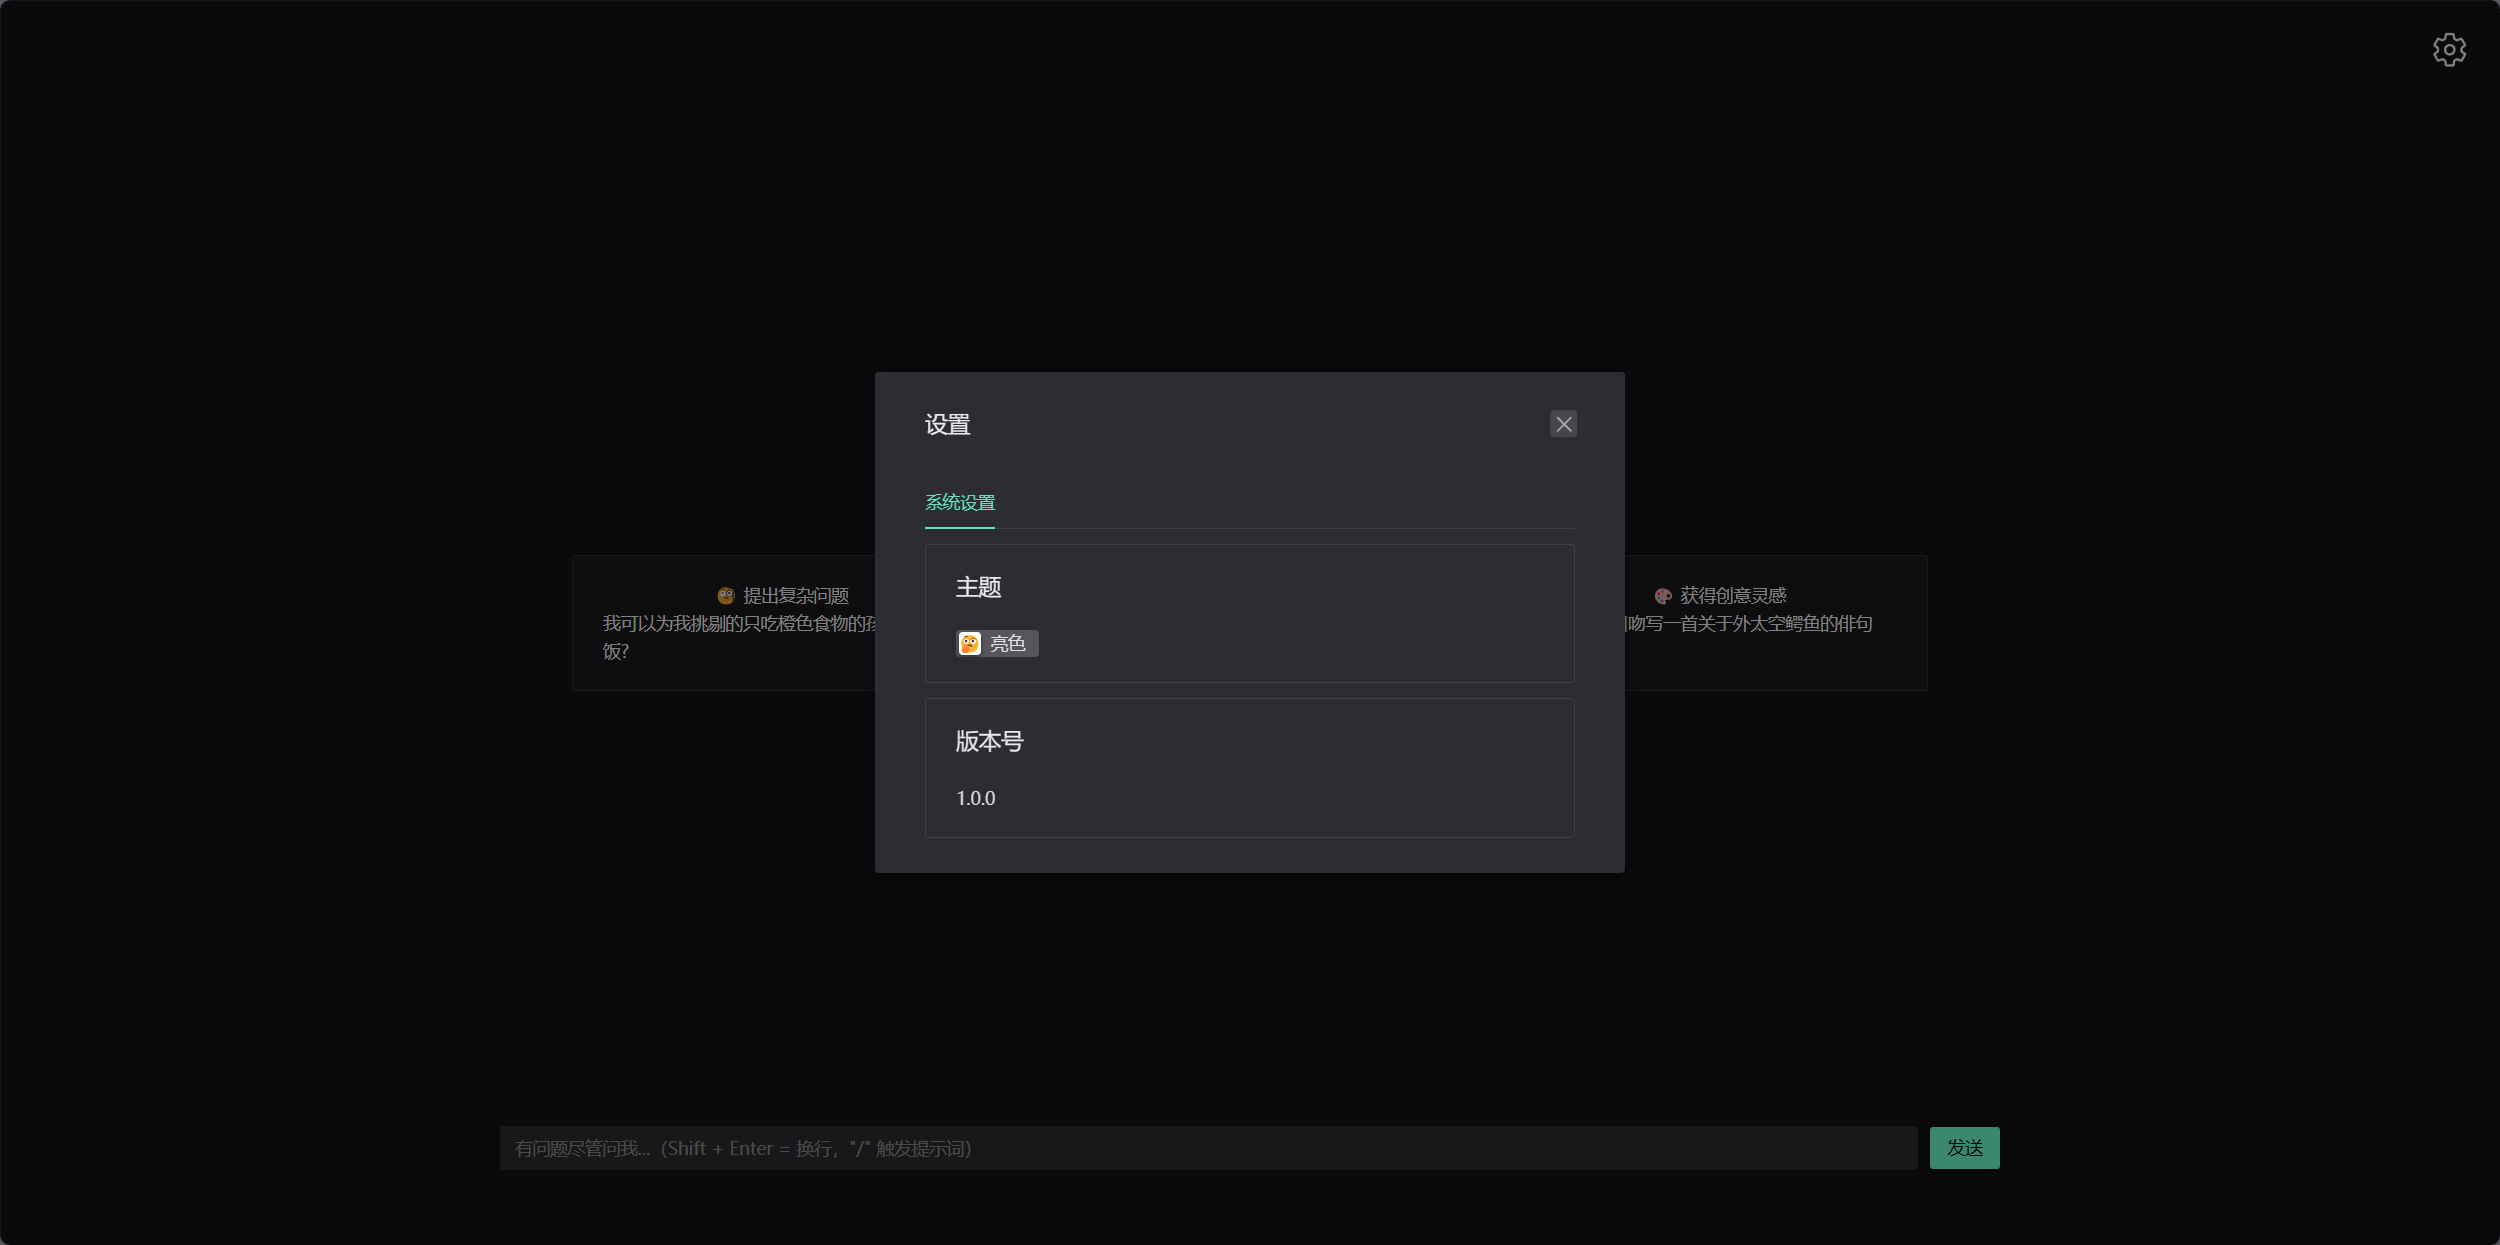 设置
系统设置
主题
亮色
版本号
1.0.0
提出复杂问题
我可以为我挑剔的只吃橙色食物的孩
饭?
获得创意灵感
吻写一首关于外太空鳄鱼的俳句
有问题尽管问我...（Shift + Enter = 换行，"/" 触发提示词）
发送